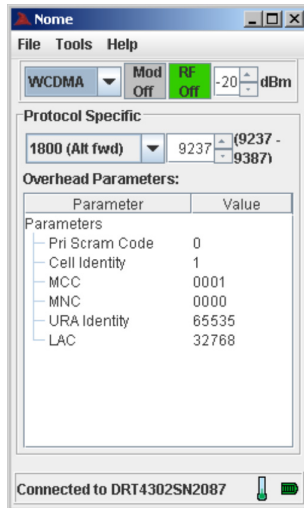 Nome
File Tools Help
WCDMA Mod Off RF Off -20 dBm
Protocol Specific
1800 (Alt fwd) 9237 (9237 - 9387)
Overhead Parameters:
Parameter Value
Parameters
Pri Scram Code 0
Cell Identity 1
MCC 0001
MNC 0000
URA Identity 65535
LAC 32768
Connected to DRT4302SN2087